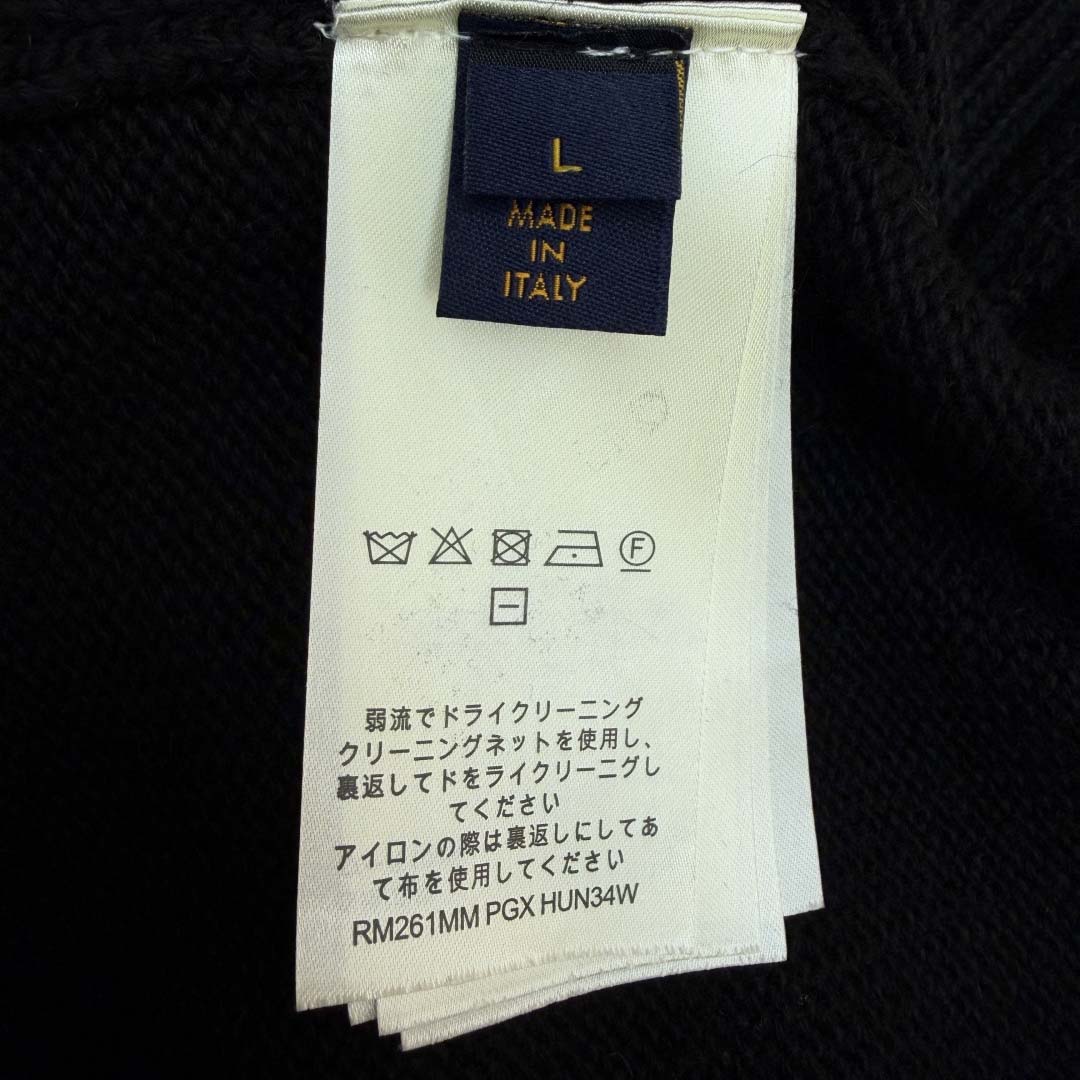 L
MADE
IN
ITALY
F
弱流でドライクリーニング
クリーニングネットを使用し、
裏返してドをライクリーニグし
てください
アイロンの際は裏返しにしてあ
て布を使用してください
RM261MM PGX HUN34W